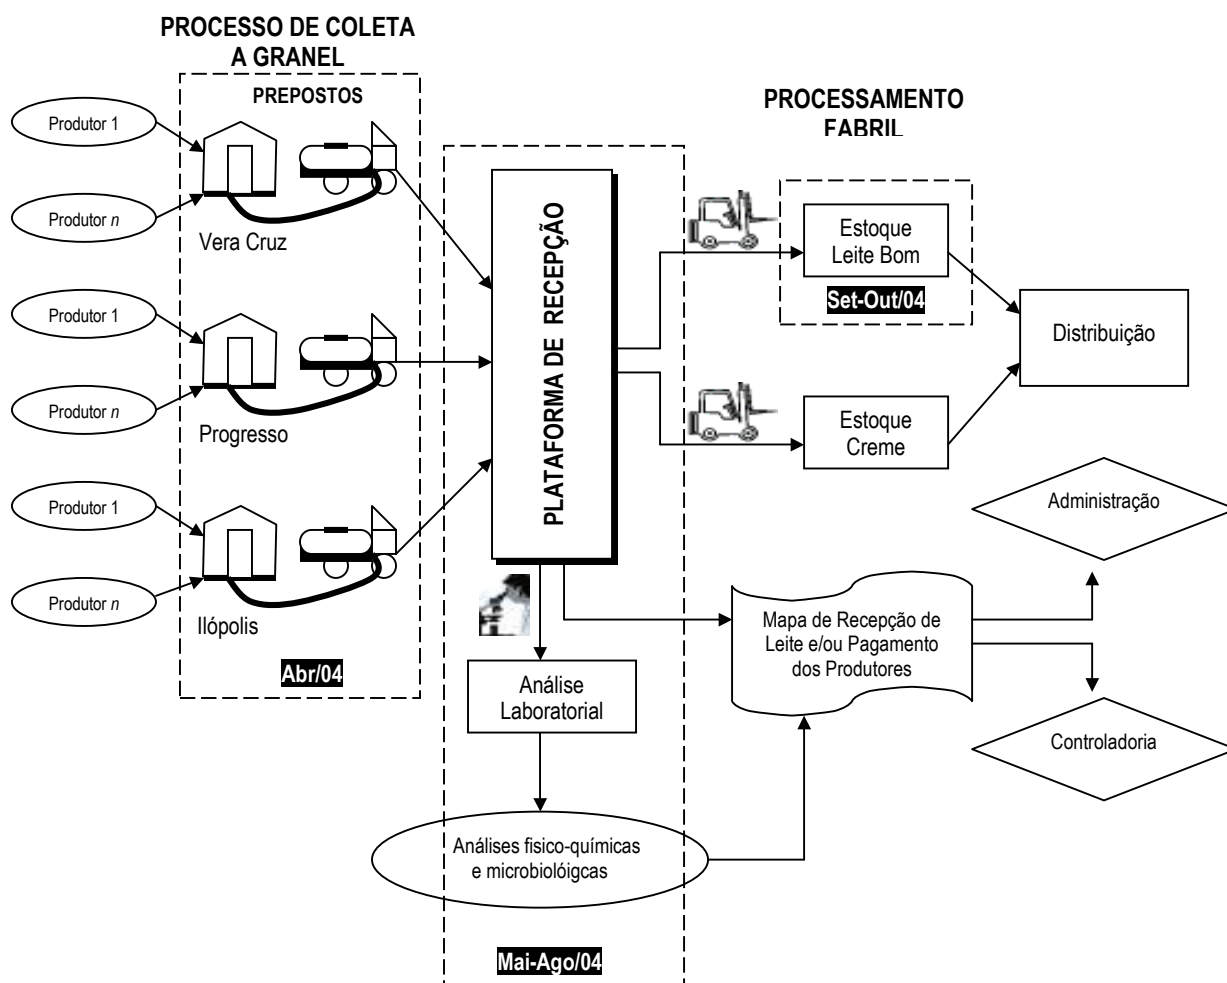 PROCESSO DE COLETA
A GRANEL
PREPOSTOS
Produtor 1
Produtor n
Vera Cruz
Produtor 1
Produtor n
Progresso
Produtor 1
Produtor n
Ilópolis
Abr/04
PLATAFORMA DE RECEPÇÃO
Análise
Laboratorial
Análises fisico-químicas
e microbiolóigcas
Mai-Ago/04
PROCESSAMENTO
FABRIL
Estoque
Leite Bom
Set-Out/04
Estoque
Creme
Distribuição
Mapa de Recepção de
Leite e/ou Pagamento
dos Produtores
Administração
Controladoria